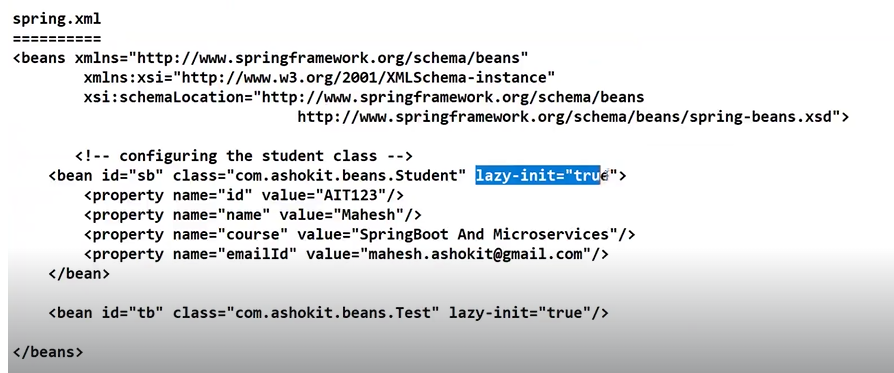 spring.xml
==========
<beans xmlns="http://www.springframework.org/schema/beans"
xmlns:xsi="http://www.w3.org/2001/XMLSchema-instance"
xsi:schemaLocation="http://www.springframework.org/schema/beans
http://www.springframework.org/schema/beans/spring-beans.xsd">
<!-- configuring the student class -->
<bean id="sb" class="com.ashokit.beans.Student" lazy-init="true">
<property name="id" value="AIT123"/>
<property name="name" value="Mahesh"/>
<property name="course" value="SpringBoot And Microservices"/>
<property name="emailId" value="mahesh.ashokit@gmail.com"/>
</bean>
<bean id="tb" class="com.ashokit.beans.Test" lazy-init="true"/>
</beans>